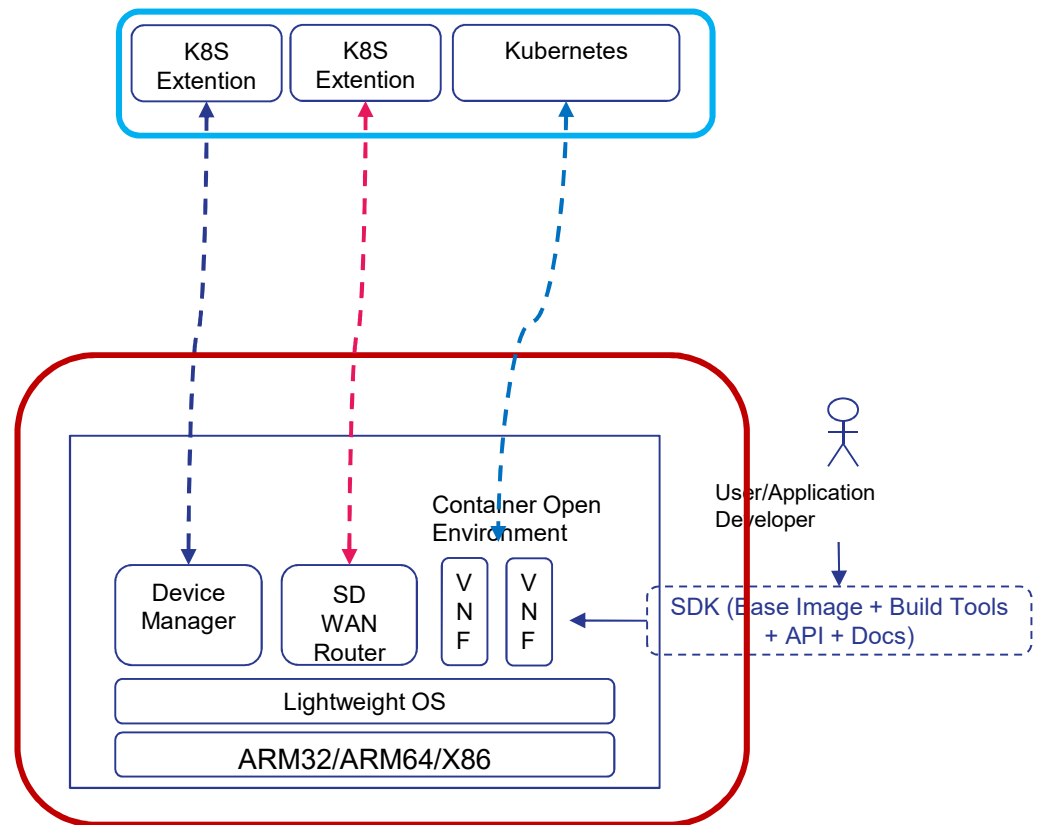 K8S
Extention
K8S
Extention
Kubernetes
Container Open
Environment
User/Application
Developer
Device
Manager
SD
WAN
Router
V
N
F
V
N
F
SDK (Base Image + Build Tools
+ API + Docs)
Lightweight OS
ARM32/ARM64/X86